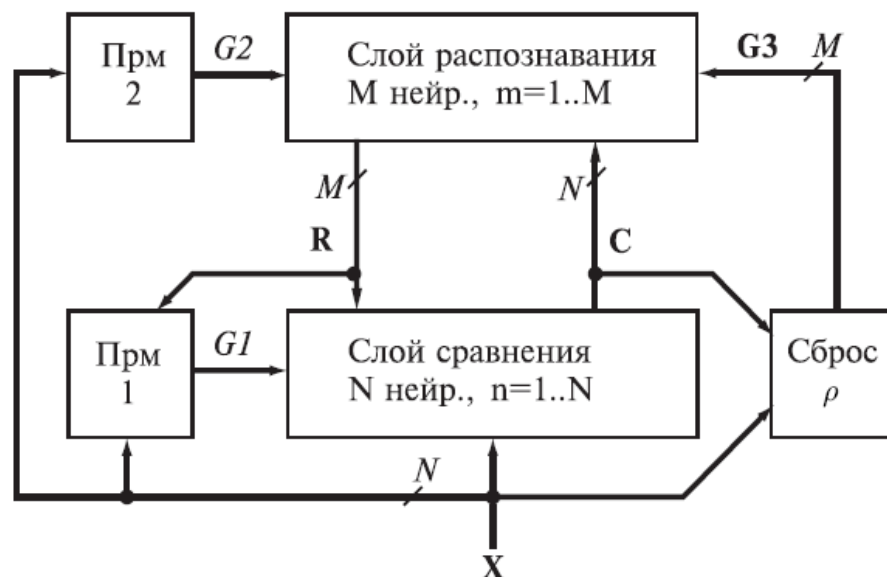 Прм
2
G2
Слой распознавания
M нейр., m=1..M
G3
M
M
N
R
C
Прм
1
G1
Слой сравнения
N нейр., n=1..N
Сброс
ρ
N
X